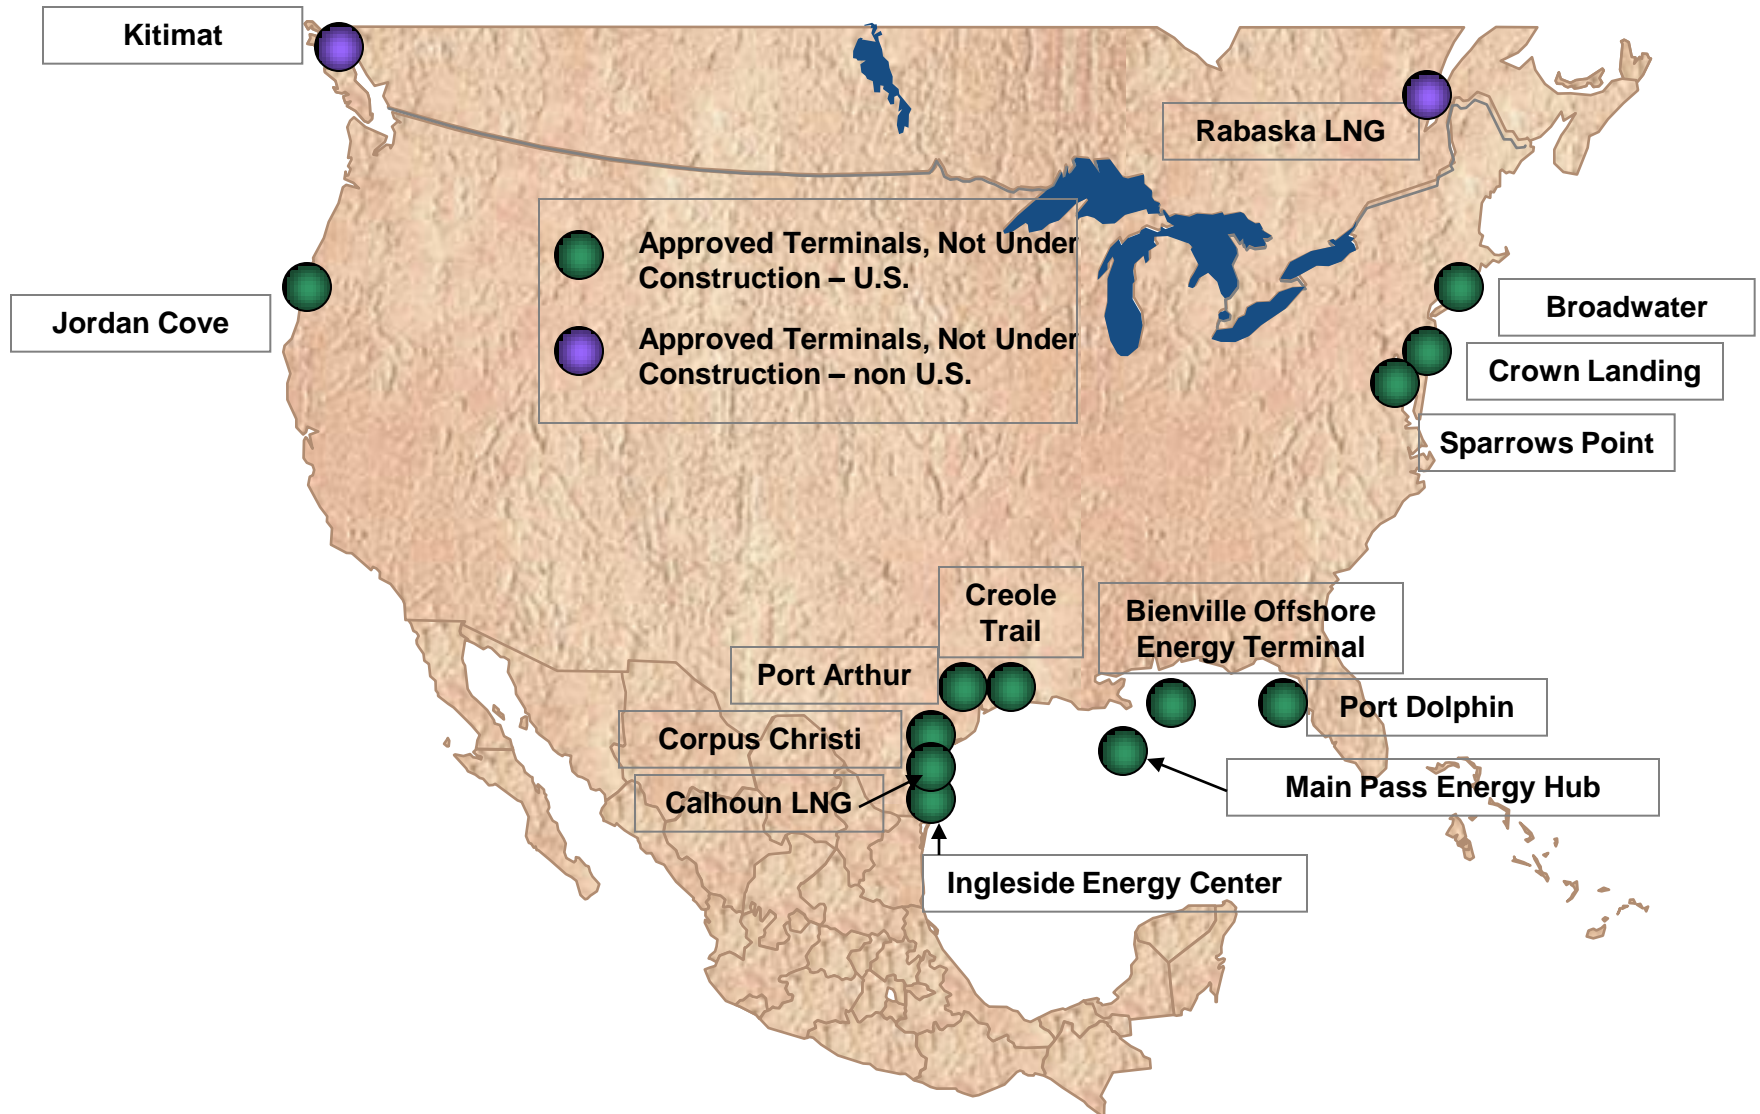 Kitimat
Rabaska LNG
Approved Terminals, Not Under
Construction – U.S.
Approved Terminals, Not Under
Construction – non U.S.
Jordan Cove
Broadwater
Crown Landing
Sparrows Point
Creole
Trail
Bienville Offshore
Energy Terminal
Port Arthur
Port Dolphin
Corpus Christi
Main Pass Energy Hub
Calhoun LNG
Ingleside Energy Center